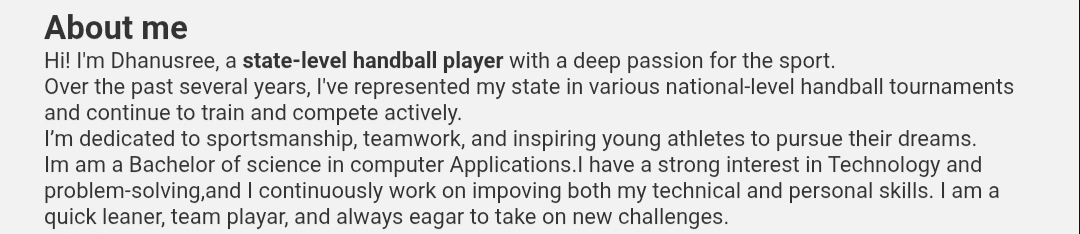 About me
Hi! I'm Dhanusree, a state-level handball player with a deep passion for the sport.
Over the past several years, I've represented my state in various national-level handball tournaments
and continue to train and compete actively.
I’m dedicated to sportsmanship, teamwork, and inspiring young athletes to pursue their dreams.
Im am a Bachelor of science in computer Applications.I have a strong interest in Technology and
problem-solving,and I continuously work on impoving both my technical and personal skills. I am a
quick leaner, team playar, and always eagar to take on new challenges.